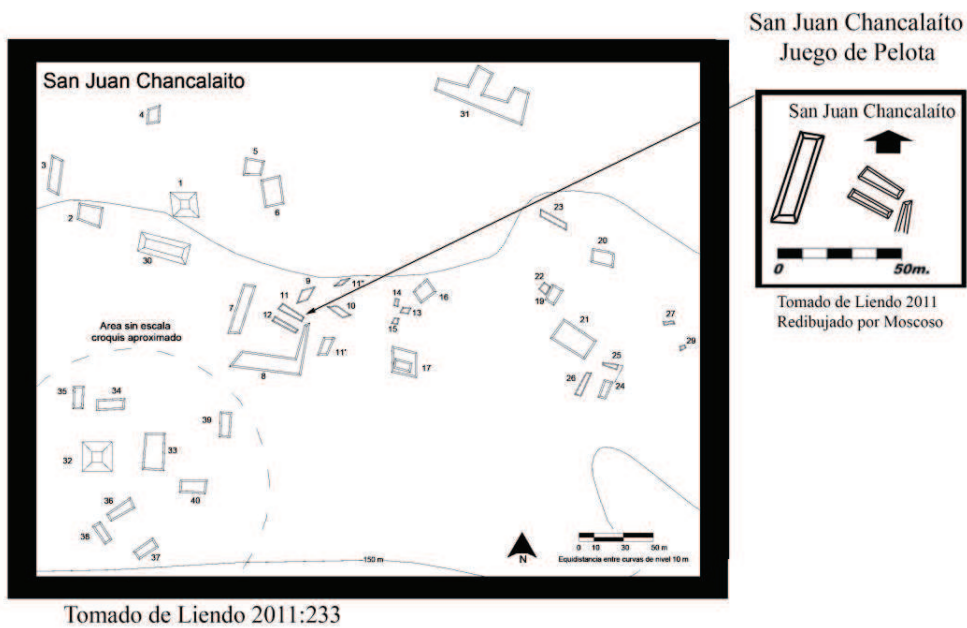 San Juan Chancalaíto
Juego de Pelota
San Juan Chancalaito
31
4
5
3
1
6
2
23
30
20
9
11''
22
16
14
7
11
10
19
13
12
15
21
27
Area sin escala
croquis aproximado
29
11'
25
8
17
26
24
35
34
39
32
33
40
36
38
37
N
0 10 30 50 m
150 m
Equidistancia entre curvas de nivel 10 m
San Juan Chancalaíto
0 50m.
Tomado de Liendo 2011
Redibujado por Moscoso
Tomado de Liendo 2011:233